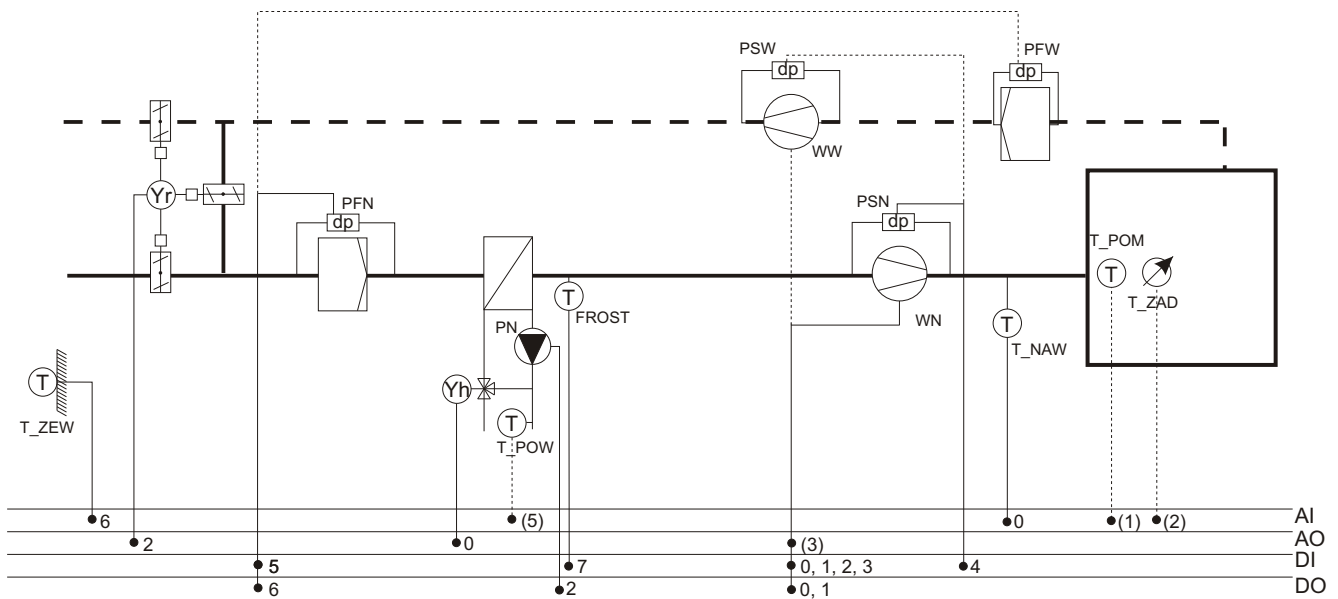 PSW
PFW
dp
dp
WW
Yr
PFN
dp
PSN
dp
T_POM
T
T_ZAD
T
FROST
PN
WN
T
T_NAW
T
T_ZEW
Yh
T
T_POW
6
(5)
0
(1)
(2)
AI
2
0
(3)
AO
5
7
0, 1, 2, 3
4
DI
6
2
0, 1
DO